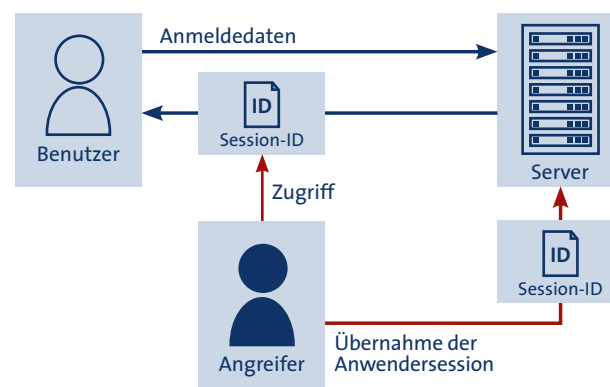 Anmeldedaten
ID
Session-ID
Benutzer
Server
Zugriff
ID
Session-ID
Angreifer
Übernahme der
Anwendersession